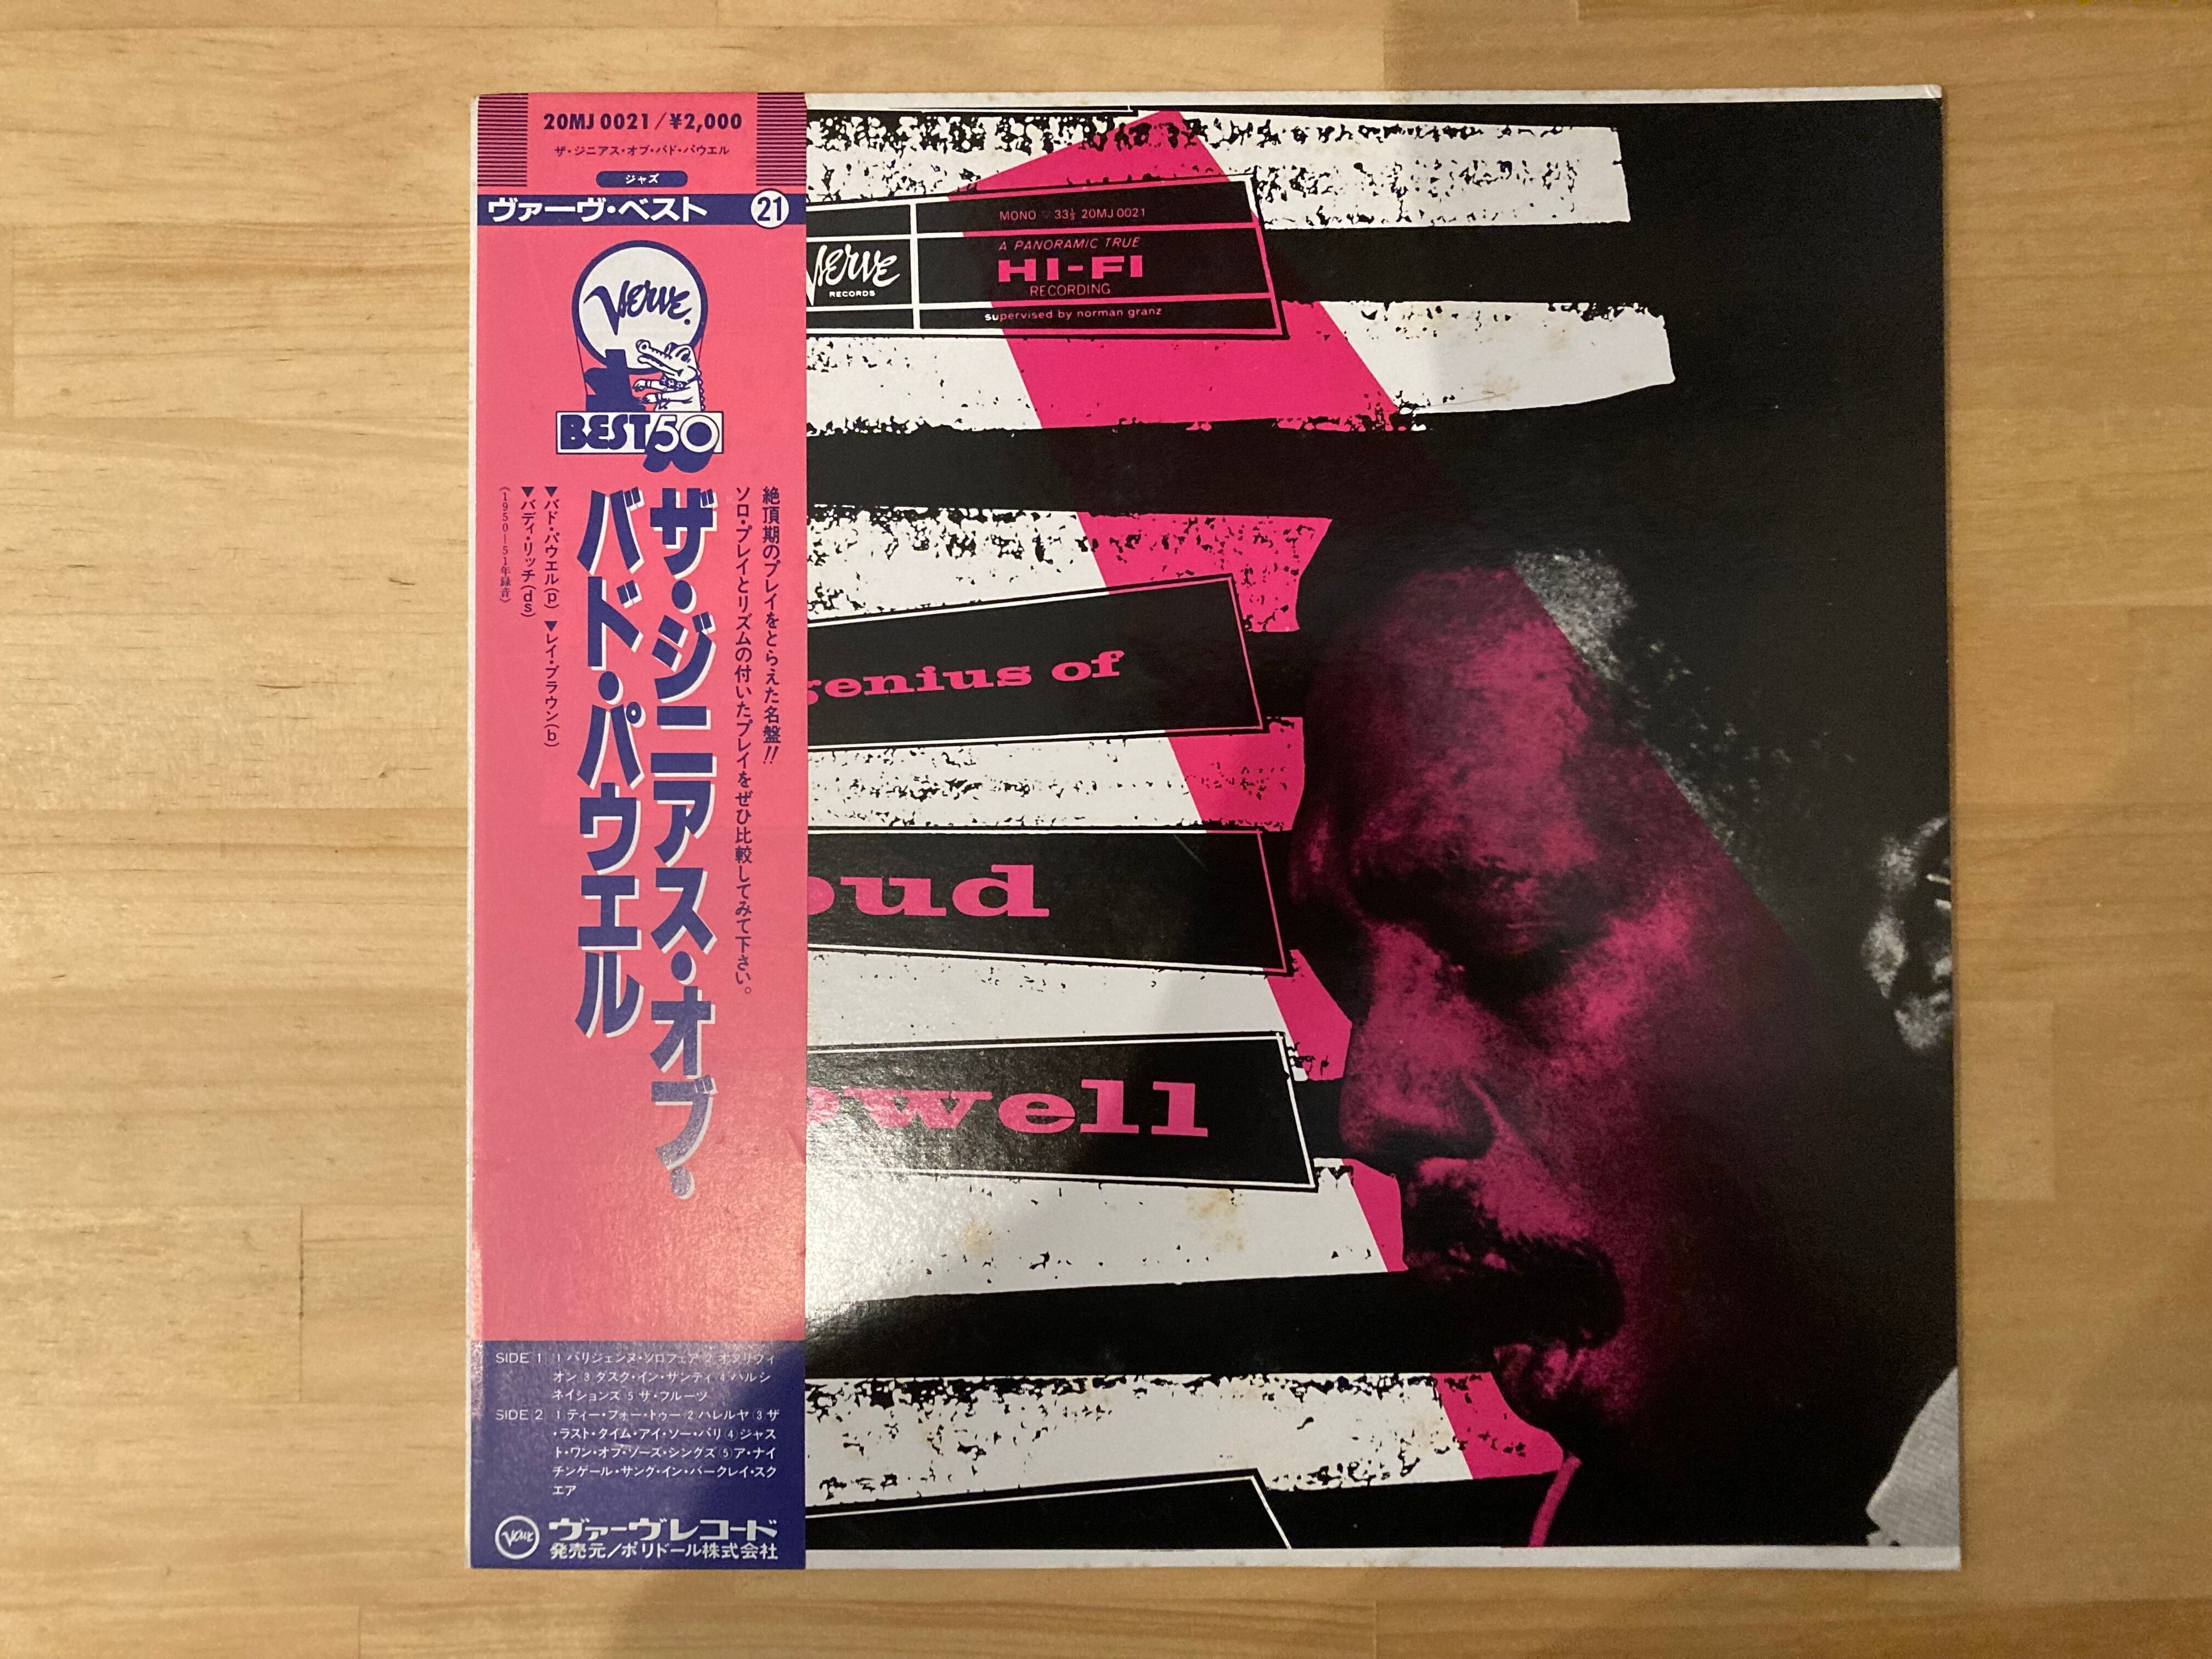 20MJ 0021/¥2,000
ザ・ジニアス・オブ・バド・パウエル
ジャズ
ヴァーヴ・ベスト 21
Verve
BEST 50
絶頂期のプレイをとらえた名盤!!
ソロ・プレイとリズムの付いたプレイをぜひ比較してみて下さい。
ザ・ジニアス・オブ・
バド・パウエル
▼バド・パウエル(p) ▼レイ・ブラウン(b)
▼バディ・リッチ(ds)
(1950−51年録音)
SIDE 1 1 パリジェンヌ・ソロフェア 2 オブリヴィ
オン 3 ダスク・イン・サンディ 4 ハルシ
ネイションズ 5 ザ・フルーツ
SIDE 2 1 ティー・フォー・トゥー 2 ハレルヤ 3 ザ
・ラスト・タイム・アイ・ソー・パリ 4 ジャス
ト・ワン・オブ・ゾーズ・シングズ 5 ア・ナイ
チンゲール・サング・イン・バークレイ・スク
エア
Verve ヴァーヴレコード
発売元/ポリドール株式会社
MONO 33⅓ 20MJ 0021
Verve
RECORDS
A PANORAMIC TRUE
HI-FI
RECORDING
supervised by norman granz
genius of
bud
owell